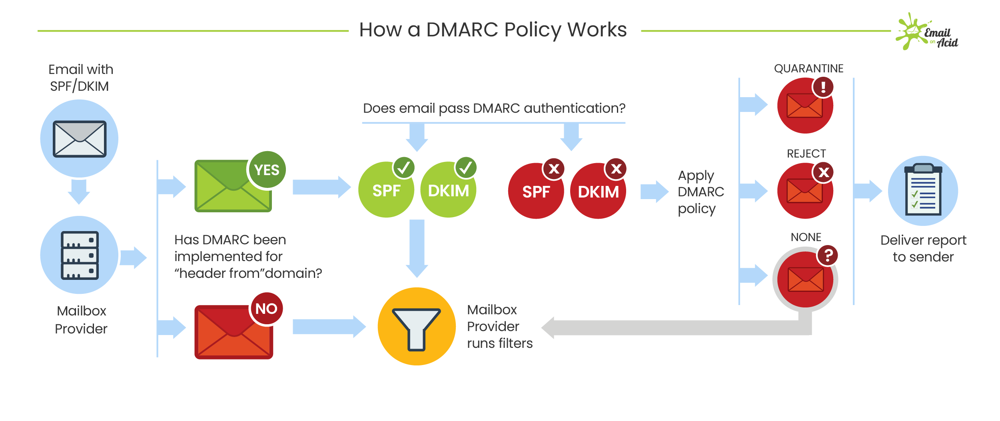 How a DMARC Policy Works
Email
on
Acid
Email with
SPF/DKIM
Mailbox
Provider
YES
Has DMARC been
implemented for
“header from”domain?
NO
Does email pass DMARC authentication?
SPF
DKIM
SPF
X
DKIM
X
Mailbox
Provider
runs filters
Apply
DMARC
policy
QUARANTINE
!
REJECT
X
NONE
?
Deliver report
to sender